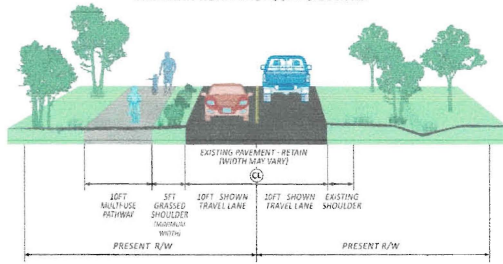 EXISTING PAVEMENT - RETAIN
(WIDTH MAY VARY)
CL
10FT
MULTI-USE
PATHWAY
5FT
GRASSED
SHOULDER
(MINIMUM
WIDTH)
10FT SHOWN
TRAVEL LANE
10FT SHOWN
TRAVEL LANE
EXISTING
SHOULDER
PRESENT R/W
PRESENT R/W